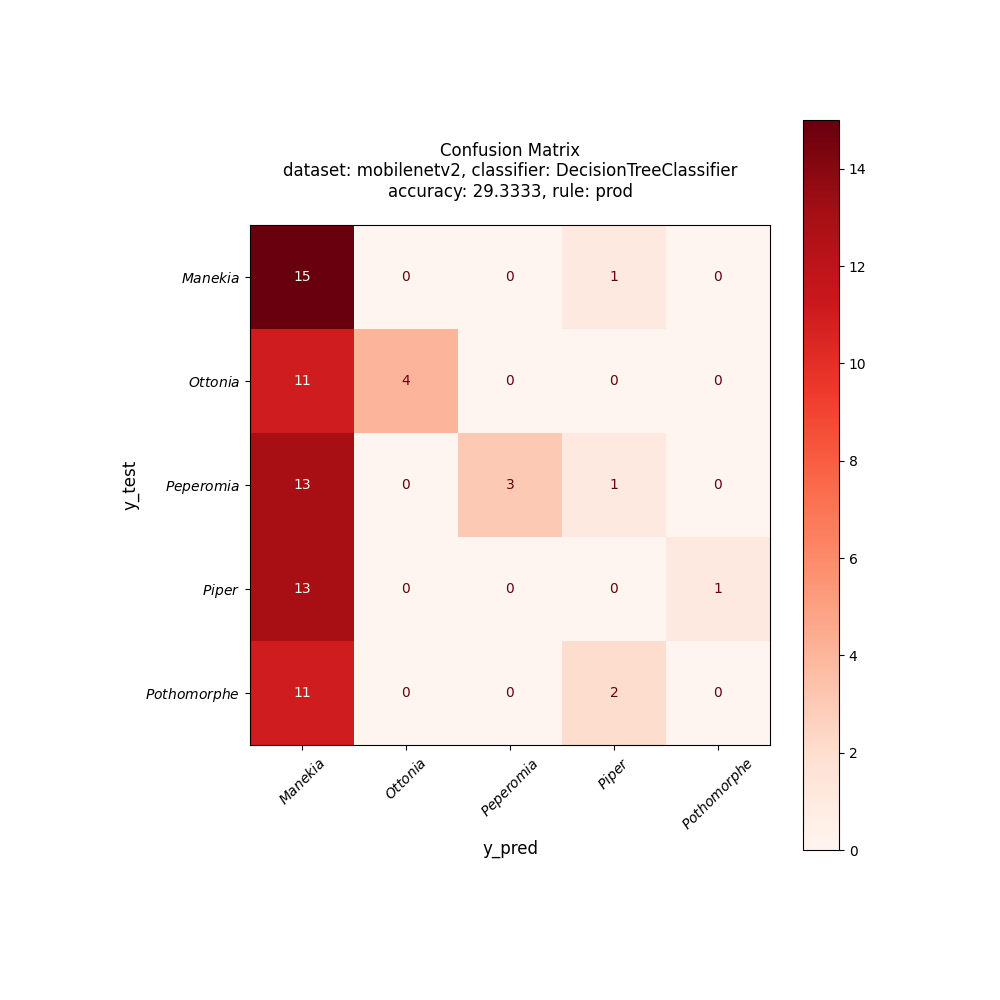 Confusion Matrix
dataset: mobilenetv2, classifier: DecisionTreeClassifier
accuracy: 29.3333, rule: prod
Manekia 15 0 0 1 0
Ottonia 11 4 0 0 0
Peperomia 13 0 3 1 0
Piper 13 0 0 0 1
Pothomorphe 11 0 0 2 0
y_test
Manekia Ottonia Peperomia Piper Pothomorphe
y_pred
14
12
10
8
6
4
2
0